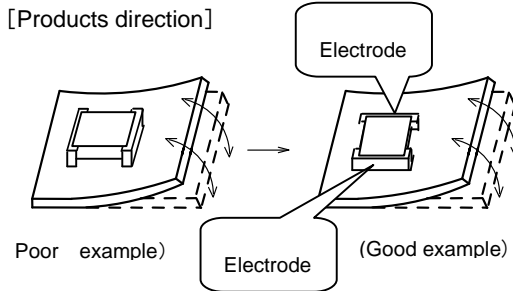 [Products direction]
Electrode
Poor example)
Electrode
(Good example)